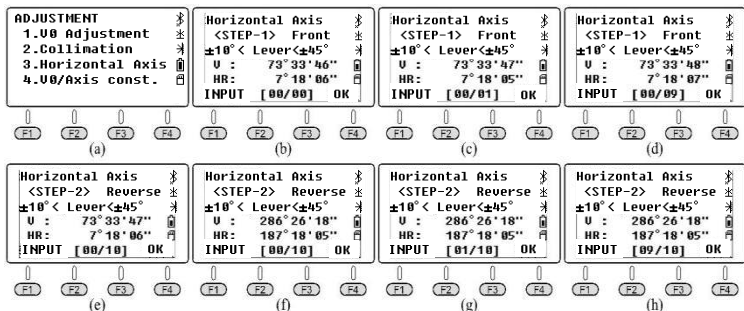 ADJUSTMENT
1.V0 Adjustment
2.Collimation
3.Horizontal Axis
4.V0/Axis const.
F1 F2 F3 F4
(a)
Horizontal Axis
<STEP-1> Front
±10°< Lever<±45°
V : 73°33'46"
HR: 7°18'06"
INPUT [00/00] OK
F1 F2 F3 F4
(b)
Horizontal Axis
<STEP-1> Front
±10°< Lever<±45°
V : 73°33'47"
HR: 7°18'05"
INPUT [00/01] OK
F1 F2 F3 F4
(c)
Horizontal Axis
<STEP-1> Front
±10°< Lever<±45°
V : 73°33'48"
HR: 7°18'07"
INPUT [00/09] OK
F1 F2 F3 F4
(d)
Horizontal Axis
<STEP-2> Reverse
±10°< Lever<±45°
V : 73°33'47"
HR: 7°18'06"
INPUT [00/10] OK
F1 F2 F3 F4
(e)
Horizontal Axis
<STEP-2> Reverse
±10°< Lever<±45°
V : 286°26'18"
HR: 187°18'05"
INPUT [00/10] OK
F1 F2 F3 F4
(f)
Horizontal Axis
<STEP-2> Reverse
±10°< Lever<±45°
V : 286°26'18"
HR: 187°18'05"
INPUT [01/10] OK
F1 F2 F3 F4
(g)
Horizontal Axis
<STEP-2> Reverse
±10°< Lever<±45°
V : 286°26'18"
HR: 187°18'05"
INPUT [09/10] OK
F1 F2 F3 F4
(h)